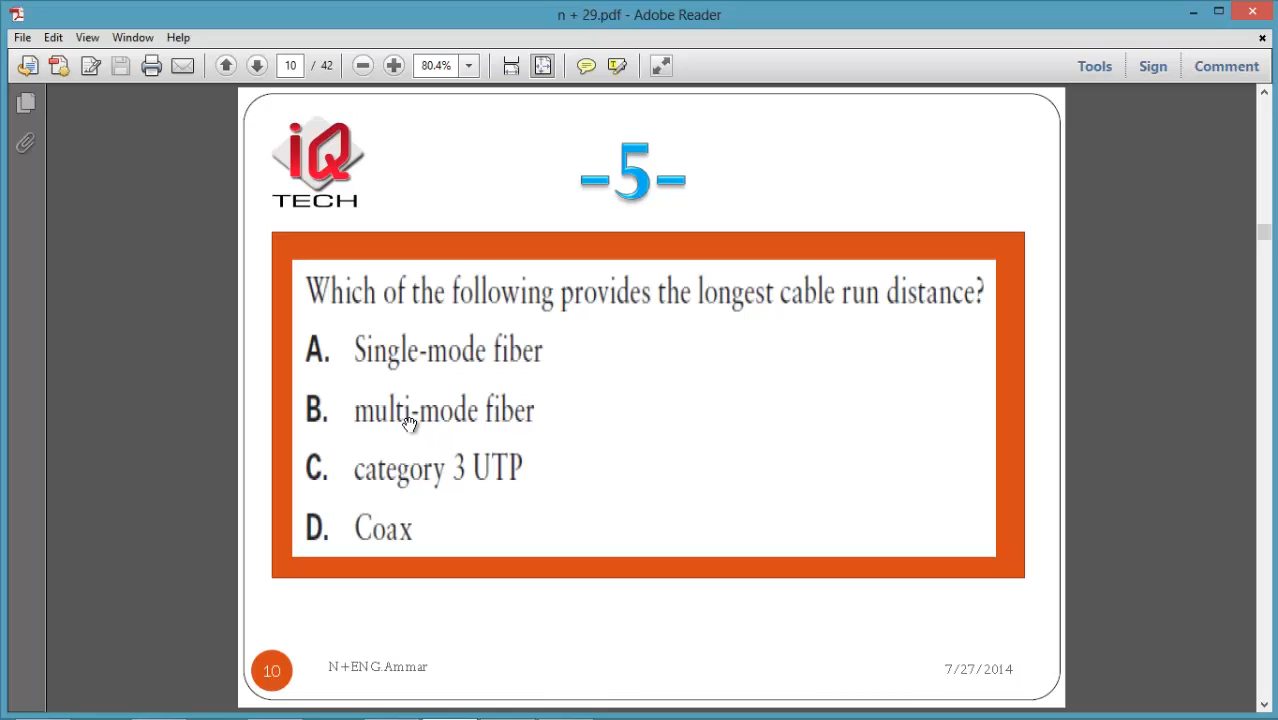 n + 29.pdf - Adobe Reader
File Edit View Window Help
10 / 42 80.4% Tools Sign Comment
iQ
TECH
-5-
Which of the following provides the longest cable run distance?
A. Single-mode fiber
B. multi-mode fiber
C. category 3 UTP
D. Coax
10 N+ENG.Ammar 7/27/2014